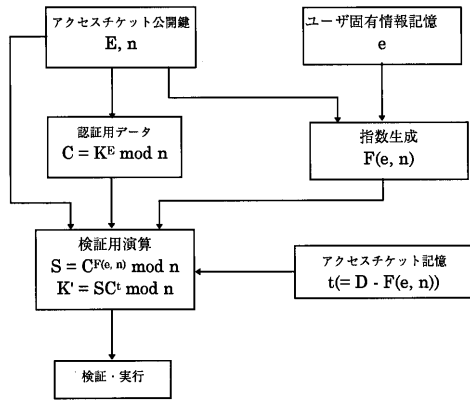 アクセスチケット公開鍵
E, n
ユーザ固有情報記憶
e
認証用データ
C = K^E mod n
指数生成
F(e, n)
検証用演算
S = C^F(e, n) mod n
K' = SC^t mod n
アクセスチケット記憶
t(= D - F(e, n))
検証・実行